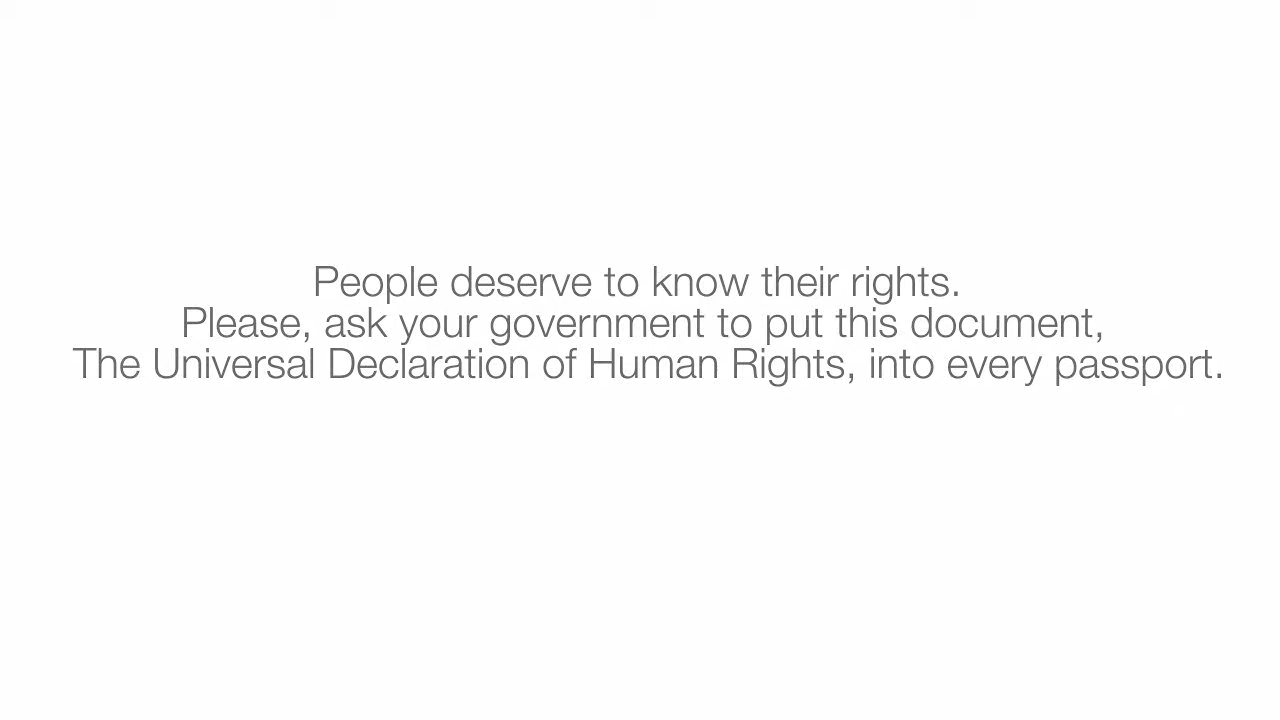 People deserve to know their rights.
Please, ask your government to put this document,
The Universal Declaration of Human Rights, into every passport.